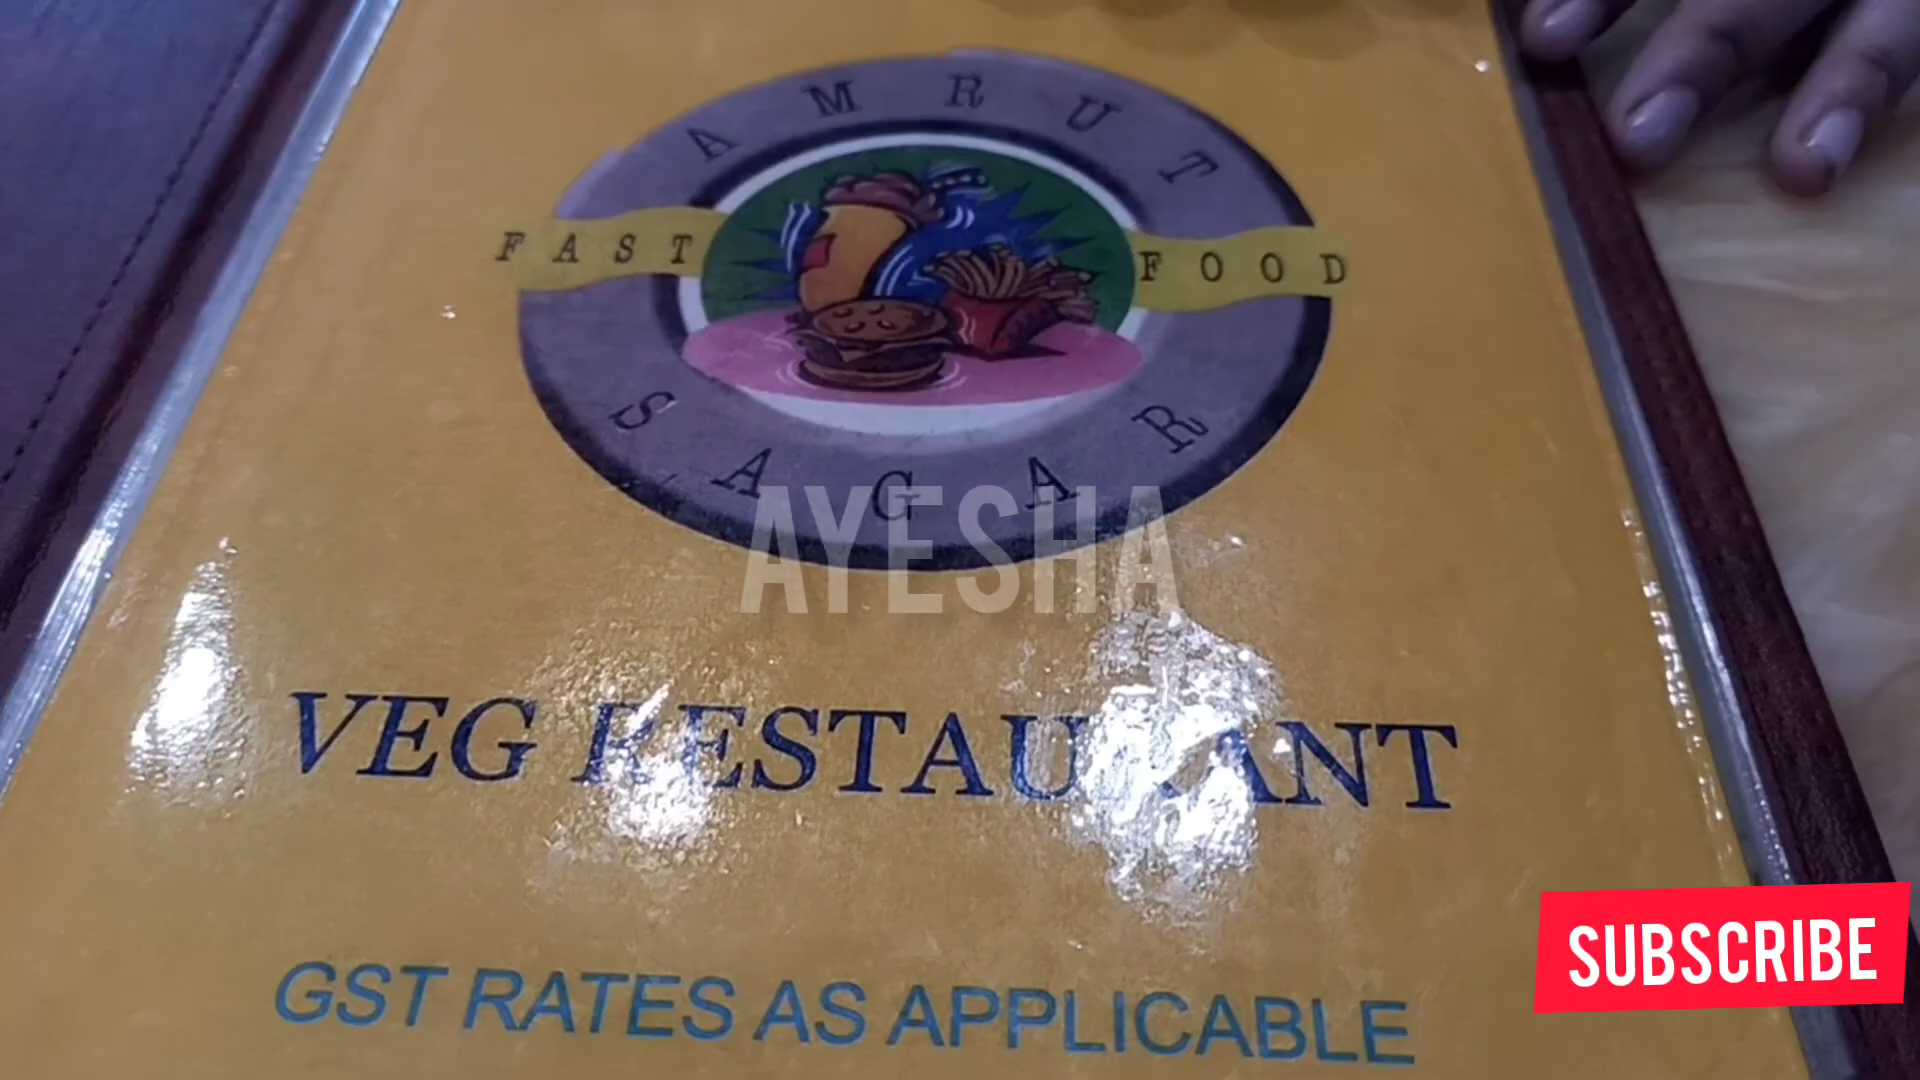 AMRUT
FAST FOOD
SAGAR
AYESHA
VEG RESTAURANT
GST RATES AS APPLICABLE
SUBSCRIBE